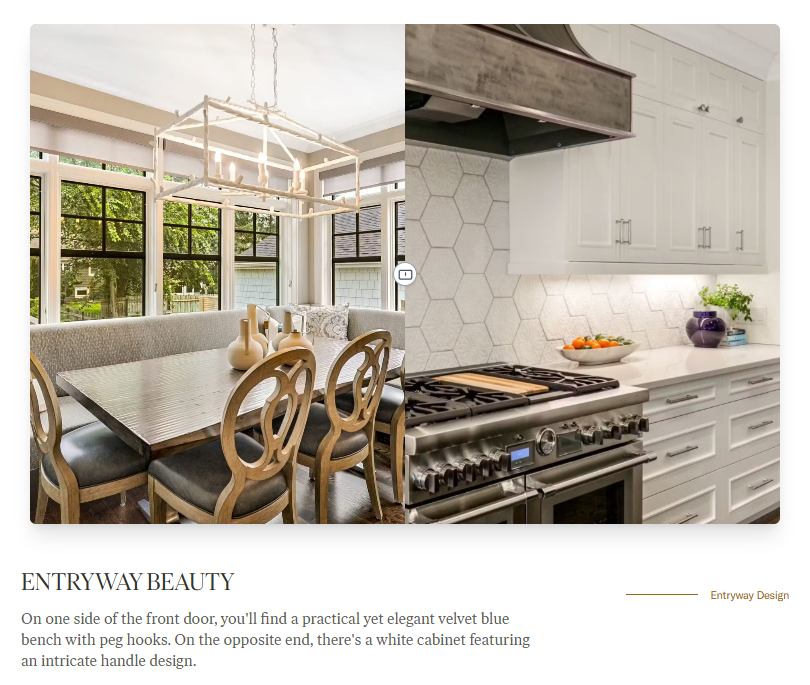 ENTRYWAY BEAUTY
Entryway Design
On one side of the front door, you'll find a practical yet elegant velvet blue
bench with peg hooks. On the opposite end, there's a white cabinet featuring
an intricate handle design.